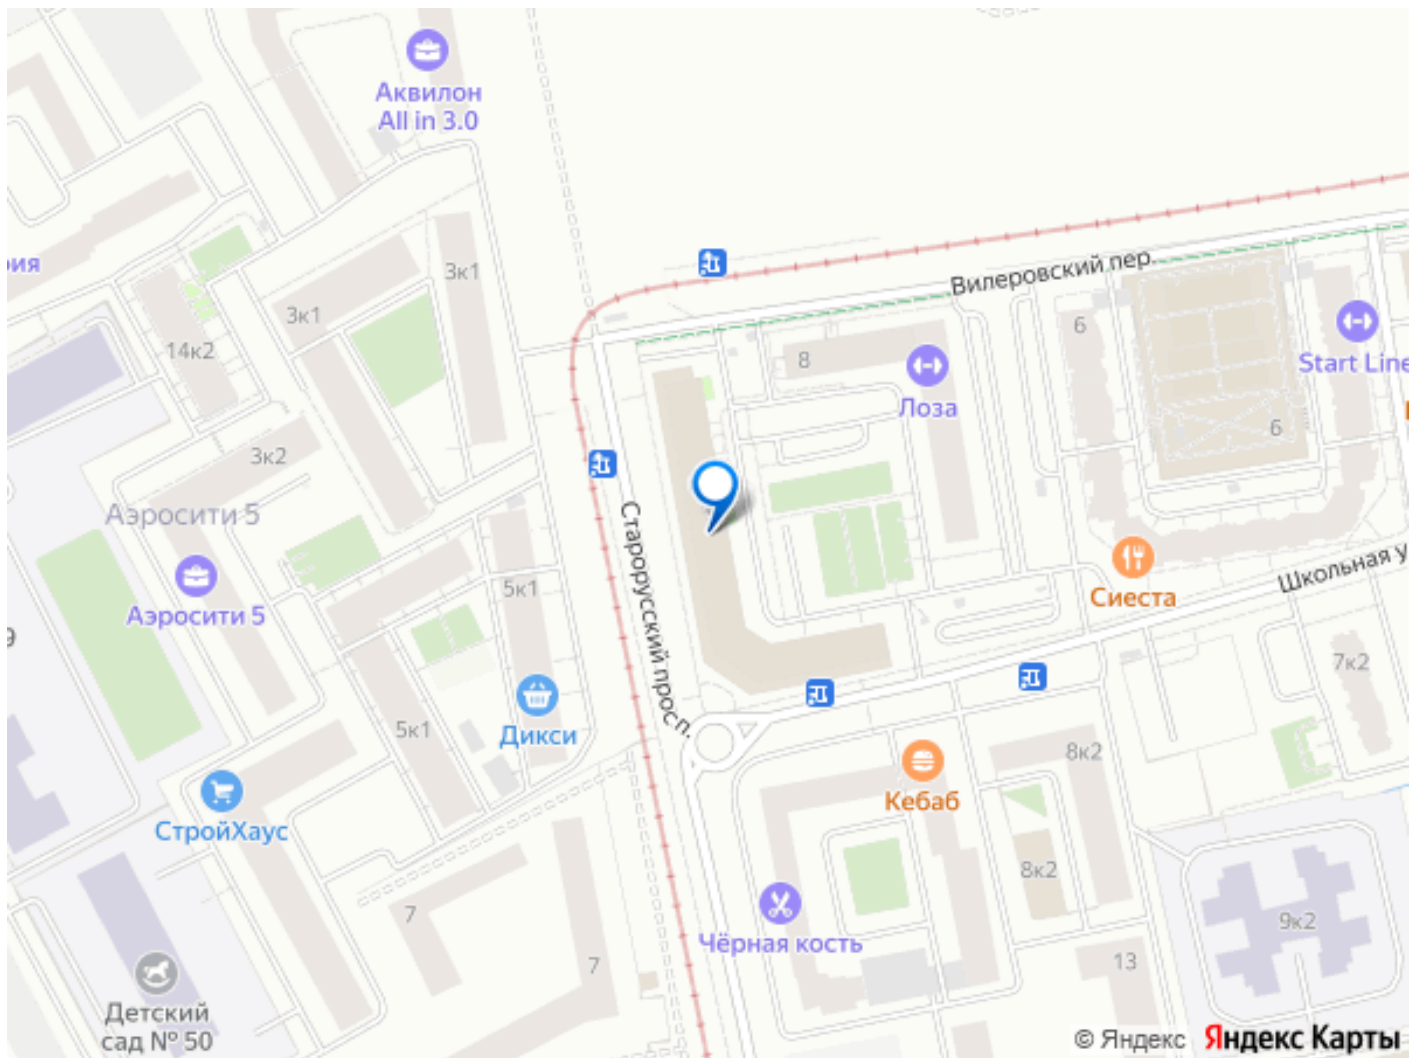 Аквилон
All in 3.0
3к1
3к1
14к2
Вилеровский пер.
6
8
Start Line
Лоза
6
3к2
Аэросити 5
Аэросити 5
5к1
Старорусский просп.
Сиеста
Школьная у
7к2
Дикси
5к1
8к2
Кебаб
СтройХаус
8к2
7
7
Чёрная кость
9к2
13
Детский
сад № 50
© Яндекс Яндекс Карты